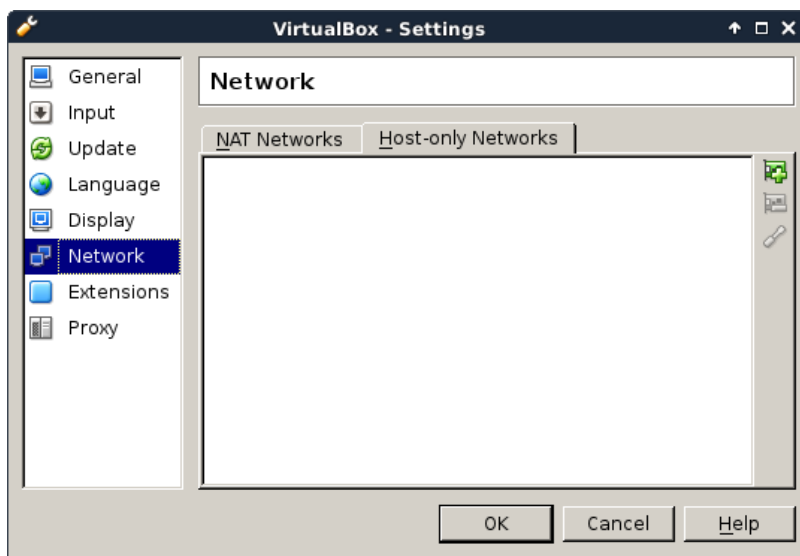 VirtualBox - Settings
General
Input
Update
Language
Display
Network
Extensions
Proxy
Network
NAT Networks
Host-only Networks
OK
Cancel
Help